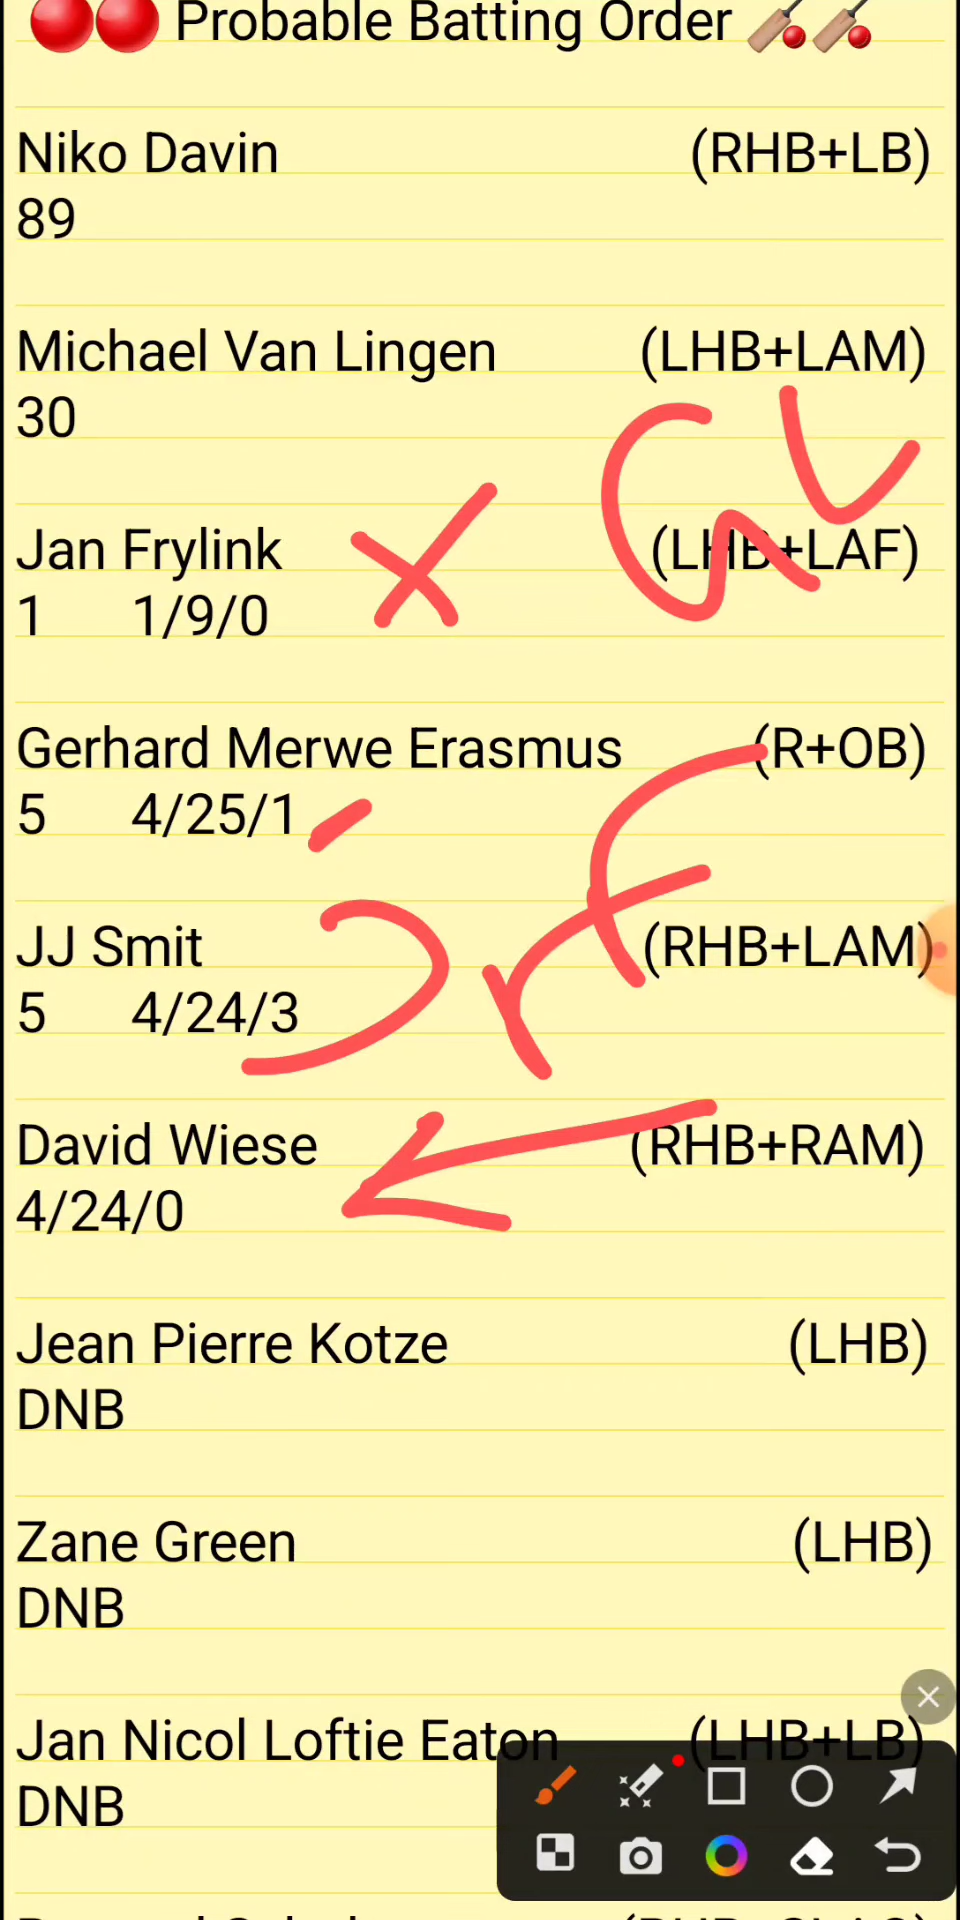 Probable Batting Order
Niko Davin (RHB+LB)
89
Michael Van Lingen (LHB+LAM)
30
Jan Frylink (LHB+LAF)
1 1/9/0
Gerhard Merwe Erasmus (R+OB)
5 4/25/1
JJ Smit (RHB+LAM)
5 4/24/3
David Wiese (RHB+RAM)
4/24/0
Jean Pierre Kotze (LHB)
DNB
Zane Green (LHB)
DNB
Jan Nicol Loftie Eaton (LHB+LB)
DNB